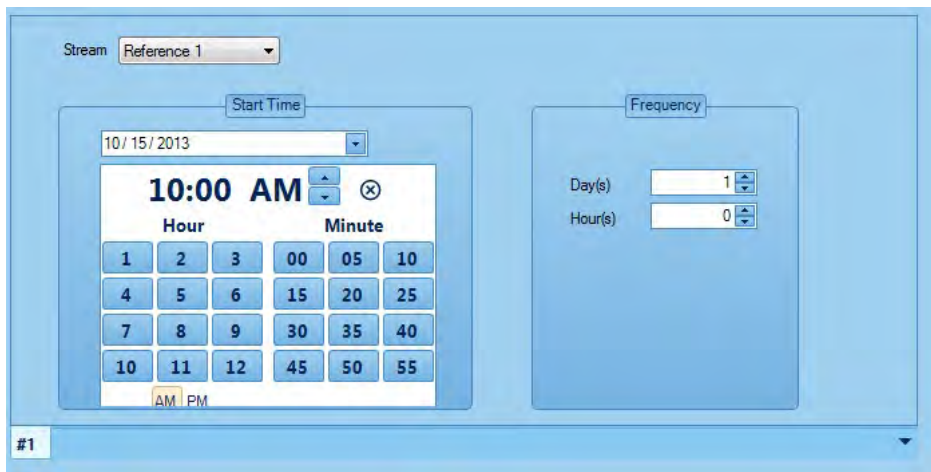 Stream Reference 1
Start Time
10/ 15/ 2013
10:00 AM
Hour Minute
1 2 3 00 05 10
4 5 6 15 20 25
7 8 9 30 35 40
10 11 12 45 50 55
AM PM
Frequency
Day(s) 1
Hour(s) 0
#1